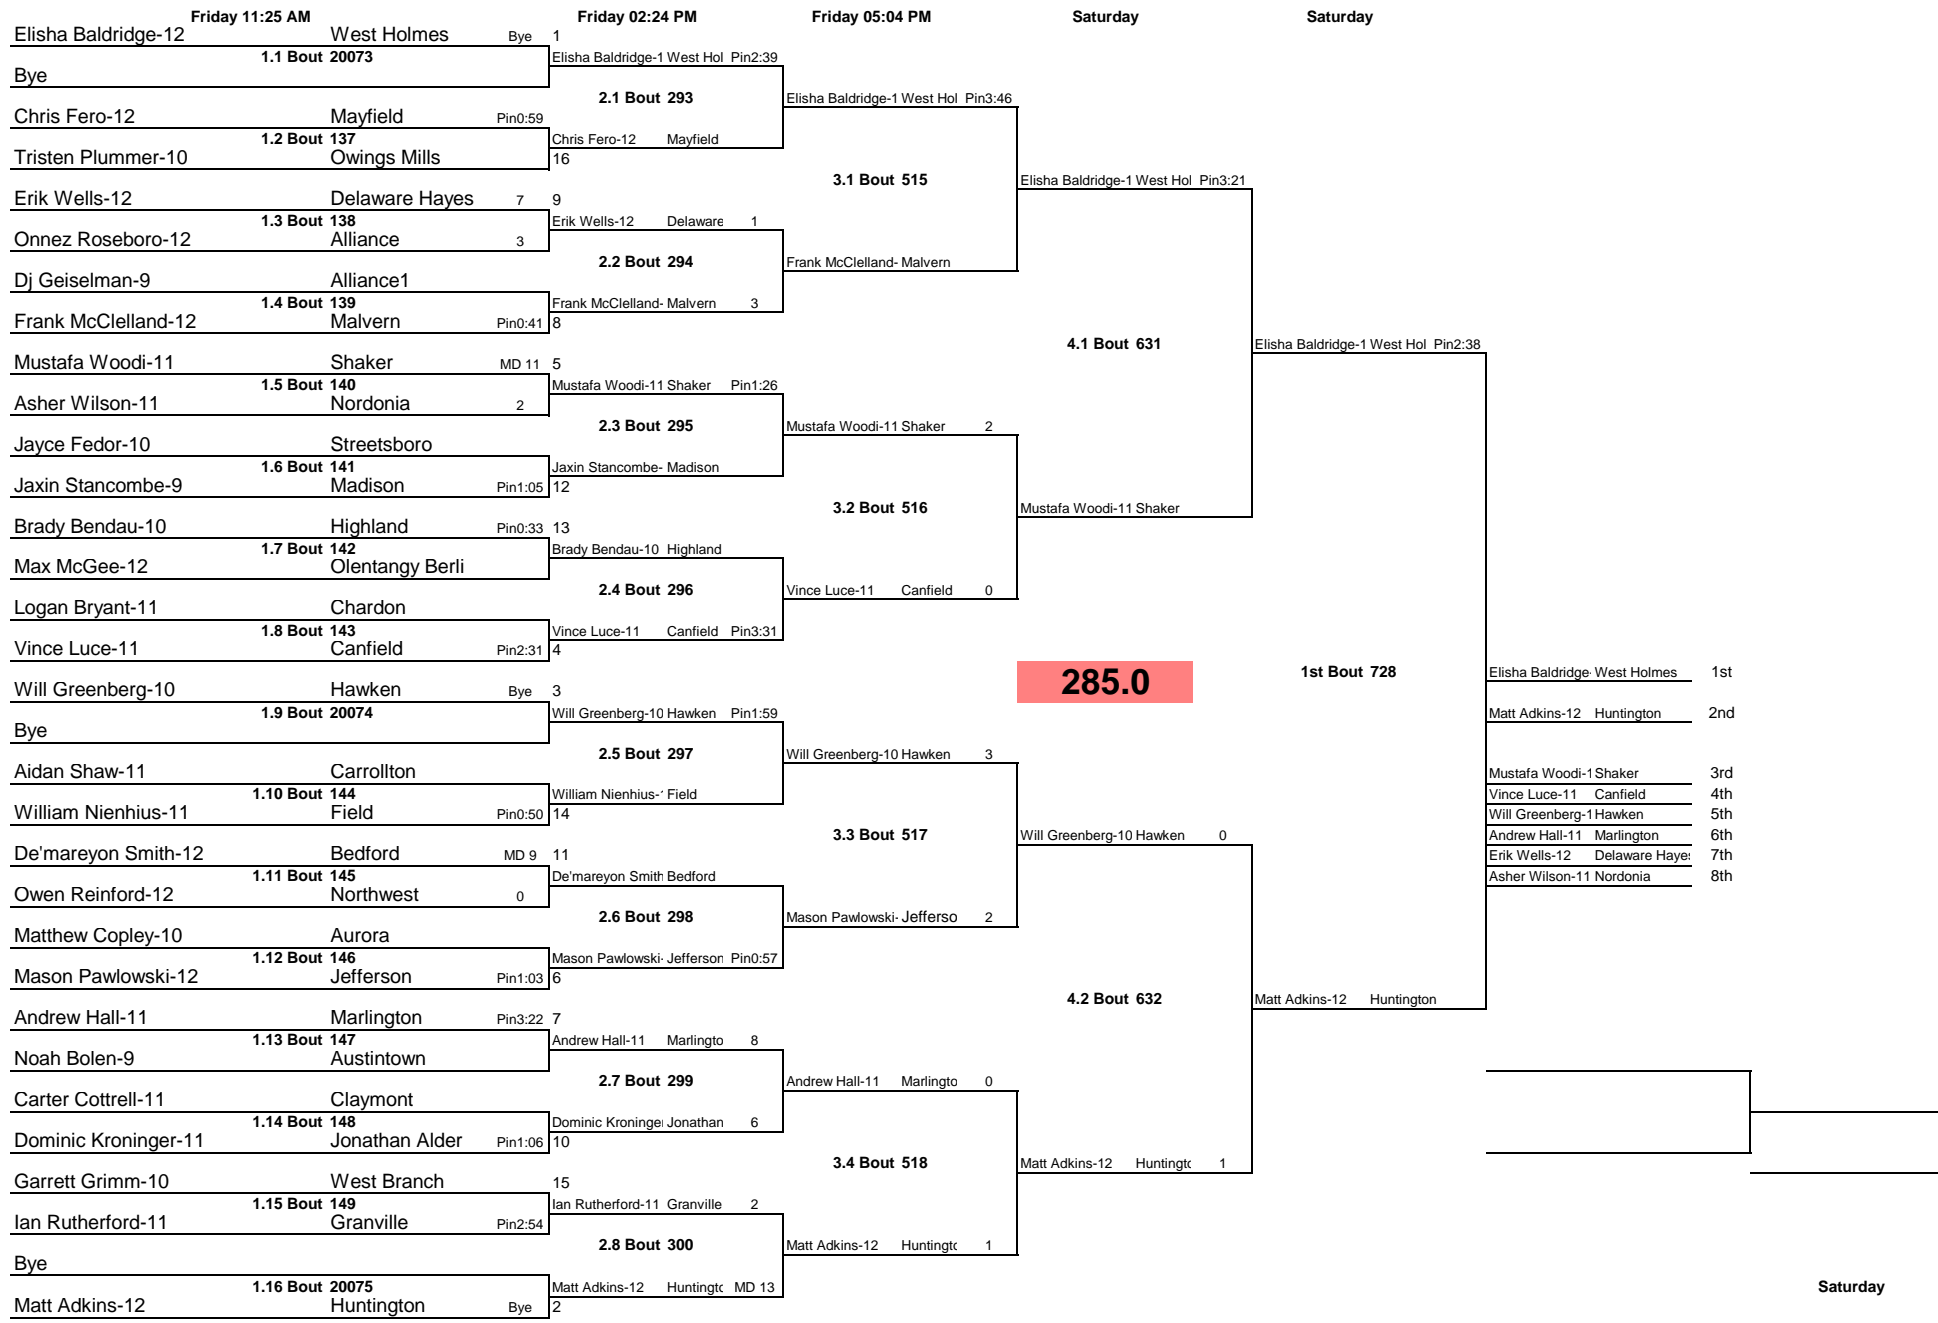 Friday 11:25 AM Friday 02:24 PM Friday 05:04 PM Saturday Saturday
Elisha Baldridge-12 West Holmes Bye 1
1.1 Bout 20073 Elisha Baldridge-1 West Hol Pin2:39
Bye
2.1 Bout 293 Elisha Baldridge-1 West Hol Pin3:46
Chris Fero-12 Mayfield Pin0:59
1.2 Bout 137 Chris Fero-12 Mayfield
Tristen Plummer-10 Owings Mills 16
3.1 Bout 515 Elisha Baldridge-1 West Hol Pin3:21
Erik Wells-12 Delaware Hayes 7 9
1.3 Bout 138 Erik Wells-12 Delaware 1
Onnez Roseboro-12 Alliance 3
2.2 Bout 294 Frank McClelland- Malvern
Dj Geiselman-9 Alliance1
1.4 Bout 139 Frank McClelland- Malvern 3
Frank McClelland-12 Malvern Pin0:41 8
4.1 Bout 631 Elisha Baldridge-1 West Hol Pin2:38
Mustafa Woodi-11 Shaker MD 11 5
1.5 Bout 140 Mustafa Woodi-11 Shaker Pin1:26
Asher Wilson-11 Nordonia 2
2.3 Bout 295 Mustafa Woodi-11 Shaker 2
Jayce Fedor-10 Streetsboro
1.6 Bout 141 Jaxin Stancombe- Madison
Jaxin Stancombe-9 Madison Pin1:05 12
3.2 Bout 516 Mustafa Woodi-11 Shaker
Brady Bendau-10 Highland Pin0:33 13
1.7 Bout 142 Brady Bendau-10 Highland
Max McGee-12 Olentangy Berli
2.4 Bout 296 Vince Luce-11 Canfield 0
Logan Bryant-11 Chardon
1.8 Bout 143 Vince Luce-11 Canfield Pin3:31
Vince Luce-11 Canfield Pin2:31 4
285.0 1st Bout 728 Elisha Baldridge- West Holmes 1st
Will Greenberg-10 Hawken Bye 3
1.9 Bout 20074 Will Greenberg-10 Hawken Pin1:59 Matt Adkins-12 Huntington 2nd
Bye
2.5 Bout 297 Will Greenberg-10 Hawken 3
Aidan Shaw-11 Carrollton Mustafa Woodi-1 Shaker 3rd
1.10 Bout 144 William Nienhius- Field Vince Luce-11 Canfield 4th
William Nienhius-11 Field Pin0:50 14 Will Greenberg-1 Hawken 5th
3.3 Bout 517 Will Greenberg-10 Hawken 0 Andrew Hall-11 Marlington 6th
De'mareyon Smith-12 Bedford MD 9 11 Erik Wells-12 Delaware Haye 7th
1.11 Bout 145 De'mareyon Smith Bedford Asher Wilson-11 Nordonia 8th
Owen Reinford-12 Northwest 0
2.6 Bout 298 Mason Pawlowski- Jefferso 2
Matthew Copley-10 Aurora
1.12 Bout 146 Mason Pawlowski- Jefferson Pin0:57
Mason Pawlowski-12 Jefferson Pin1:03 6
4.2 Bout 632 Matt Adkins-12 Huntington
Andrew Hall-11 Marlington Pin3:22 7
1.13 Bout 147 Andrew Hall-11 Marlingto 8
Noah Bolen-9 Austintown
2.7 Bout 299 Andrew Hall-11 Marlingto 0
Carter Cottrell-11 Claymont
1.14 Bout 148 Dominic Kroninge Jonathan 6
Dominic Kroninger-11 Jonathan Alder Pin1:06 10
3.4 Bout 518 Matt Adkins-12 Huntingt 1
Garrett Grimm-10 West Branch 15
1.15 Bout 149 Ian Rutherford-11 Granville 2
Ian Rutherford-11 Granville Pin2:54
2.8 Bout 300 Matt Adkins-12 Huntingt 1
Bye
1.16 Bout 20075 Matt Adkins-12 Huntingt MD 13 Saturday
Matt Adkins-12 Huntington Bye 2